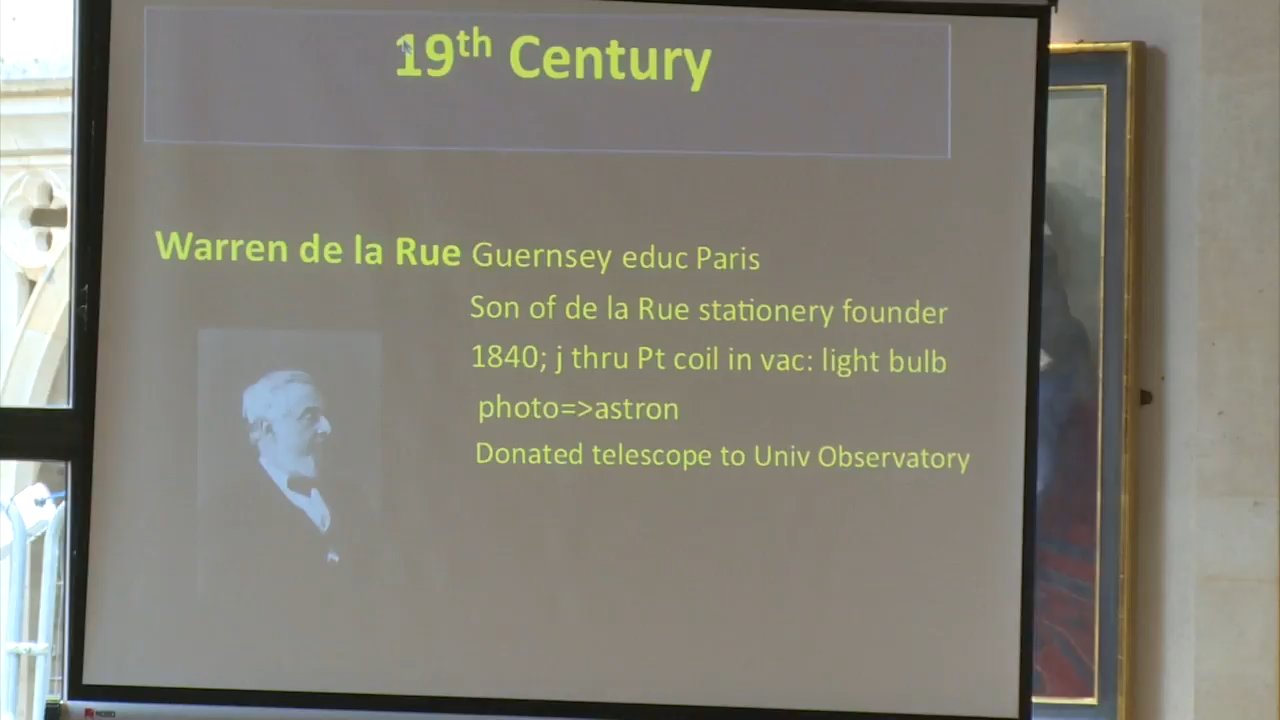 19th Century
Warren de la Rue Guernsey educ Paris
Son of de la Rue stationery founder
1840; j thru Pt coil in vac: light bulb
photo=>astron
Donated telescope to Univ Observatory